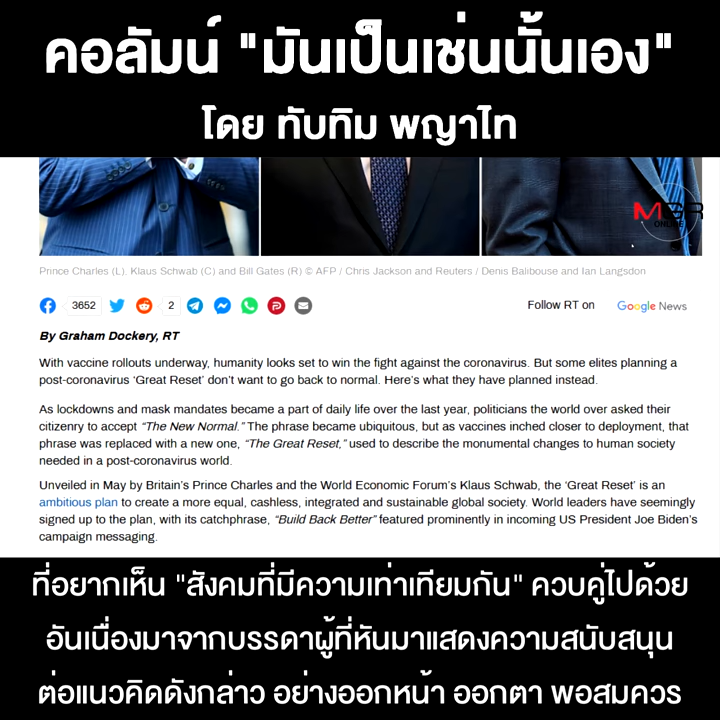 คอลัมน์ "มันเป็นเช่นนั้นเอง"
โดย ทับทิม พญาไท
MGR
ONLINE
Prince Charles (L), Klaus Schwab (C) and Bill Gates (R) © AFP / Chris Jackson and Reuters / Denis Balibouse and Ian Langsdon
3652 2 Follow RT on Google News
By Graham Dockery, RT
With vaccine rollouts underway, humanity looks set to win the fight against the coronavirus. But some elites planning a
post-coronavirus ‘Great Reset’ don’t want to go back to normal. Here’s what they have planned instead.
As lockdowns and mask mandates became a part of daily life over the last year, politicians the world over asked their
citizenry to accept “The New Normal.” The phrase became ubiquitous, but as vaccines inched closer to deployment, that
phrase was replaced with a new one, “The Great Reset,” used to describe the monumental changes to human society
needed in a post-coronavirus world.
Unveiled in May by Britain’s Prince Charles and the World Economic Forum’s Klaus Schwab, the ‘Great Reset’ is an
ambitious plan to create a more equal, cashless, integrated and sustainable global society. World leaders have seemingly
signed up to the plan, with its catchphrase, “Build Back Better” featured prominently in incoming US President Joe Biden’s
campaign messaging.
ที่อยากเห็น "สังคมที่มีความเท่าเทียมกัน" ควบคู่ไปด้วย
อันเนื่องมาจากบรรดาผู้ที่หันมาแสดงความสนับสนุน
ต่อแนวคิดดังกล่าว อย่างออกหน้า ออกตา พอสมควร